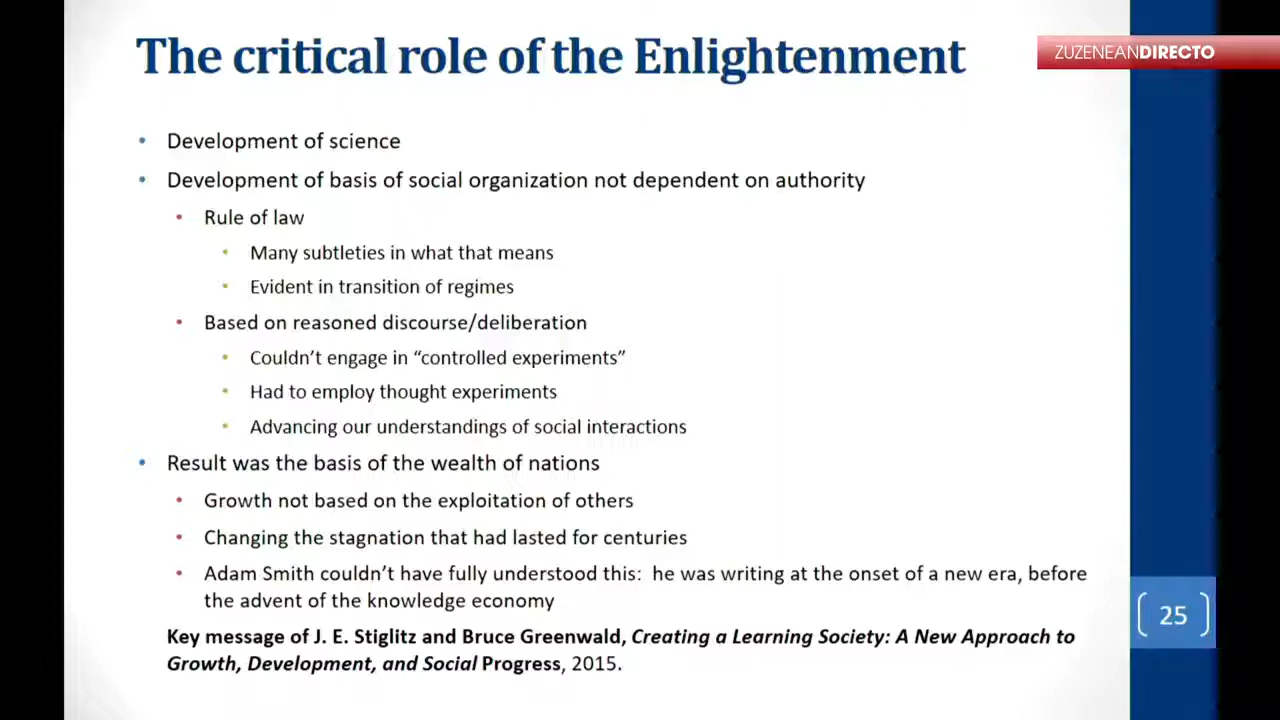 The critical role of the Enlightenment
ZUZENEANDIRECTO
• Development of science
• Development of basis of social organization not dependent on authority
• Rule of law
• Many subtleties in what that means
• Evident in transition of regimes
• Based on reasoned discourse/deliberation
• Couldn't engage in “controlled experiments”
• Had to employ thought experiments
• Advancing our understandings of social interactions
• Result was the basis of the wealth of nations
• Growth not based on the exploitation of others
• Changing the stagnation that had lasted for centuries
• Adam Smith couldn't have fully understood this: he was writing at the onset of a new era, before
the advent of the knowledge economy
Key message of J. E. Stiglitz and Bruce Greenwald, Creating a Learning Society: A New Approach to
Growth, Development, and Social Progress, 2015.
25